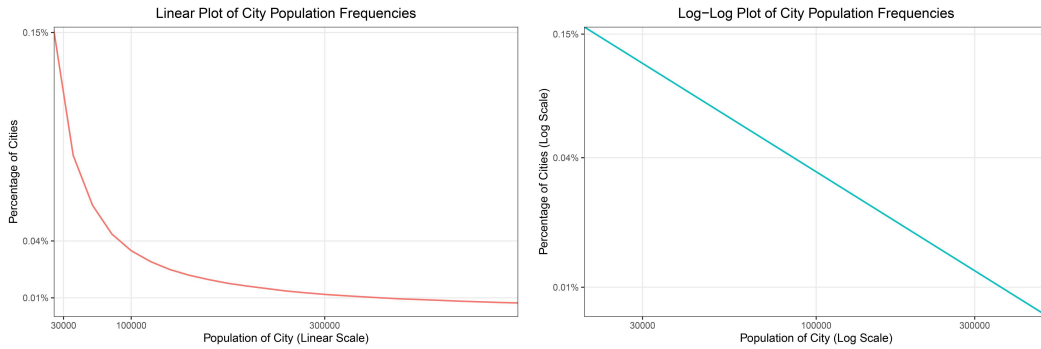 Linear Plot of City Population Frequencies
0.15%
0.04%
0.01%
Percentage of Cities
30000
100000
300000
Population of City (Linear Scale)
Log−Log Plot of City Population Frequencies
0.15%
0.04%
0.01%
Percentage of Cities (Log Scale)
30000
100000
300000
Population of City (Log Scale)